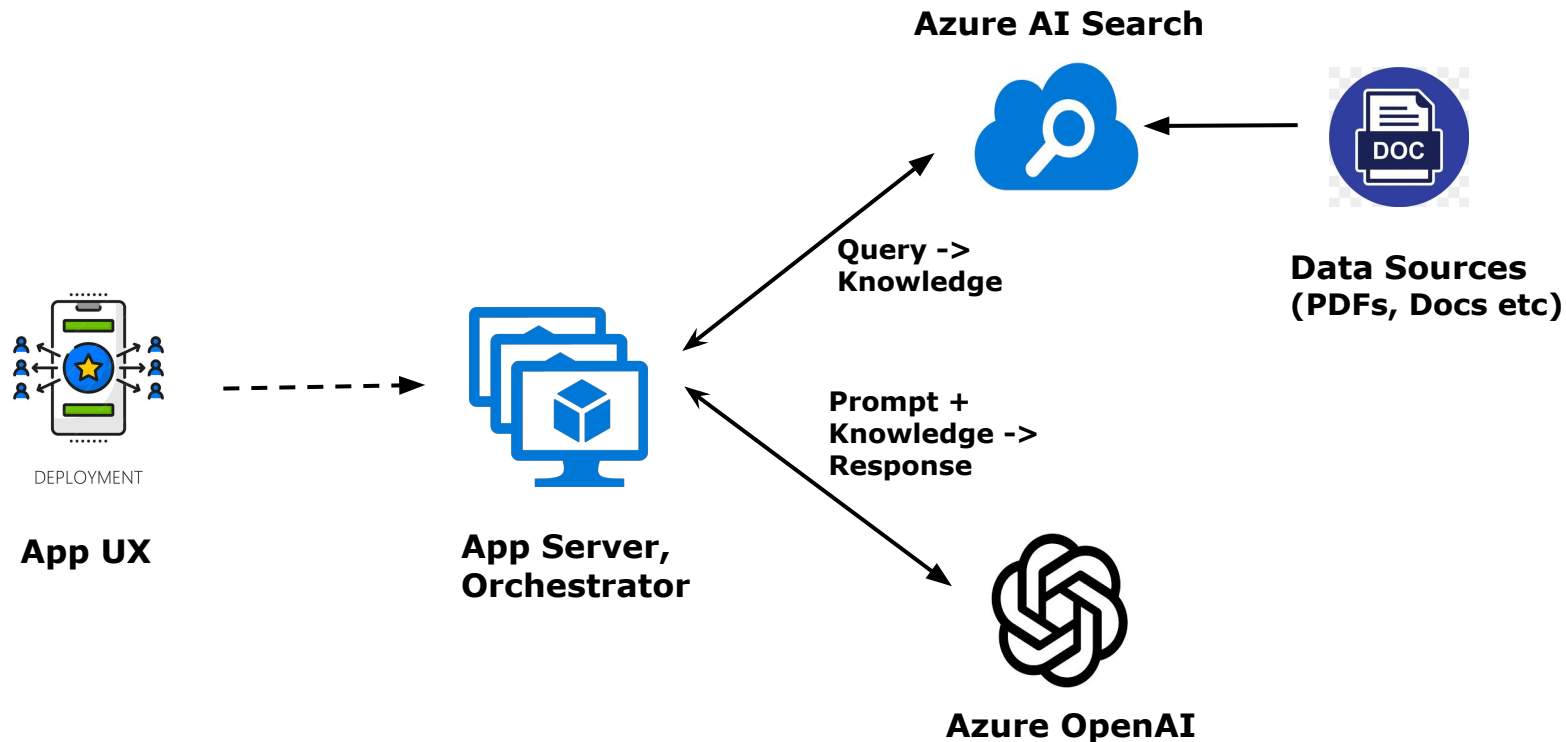 Azure AI Search
DOC
Query ->
Knowledge
Data Sources
(PDFs, Docs etc)
DEPLOYMENT
App UX
App Server,
Orchestrator
Prompt +
Knowledge ->
Response
Azure OpenAI